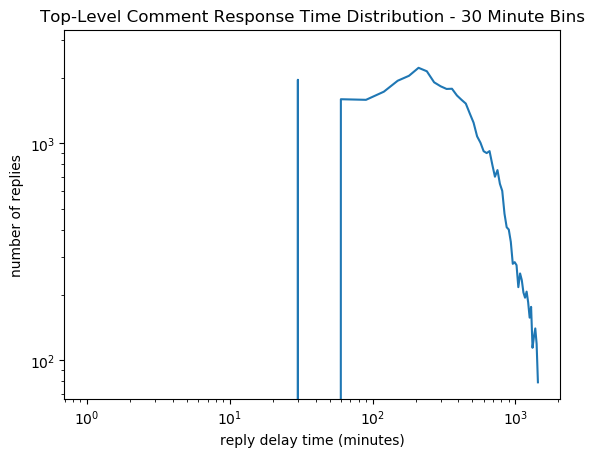 Top-Level Comment Response Time Distribution - 30 Minute Bins
number of replies
10³
10²
10⁰
10¹
10²
10³
reply delay time (minutes)